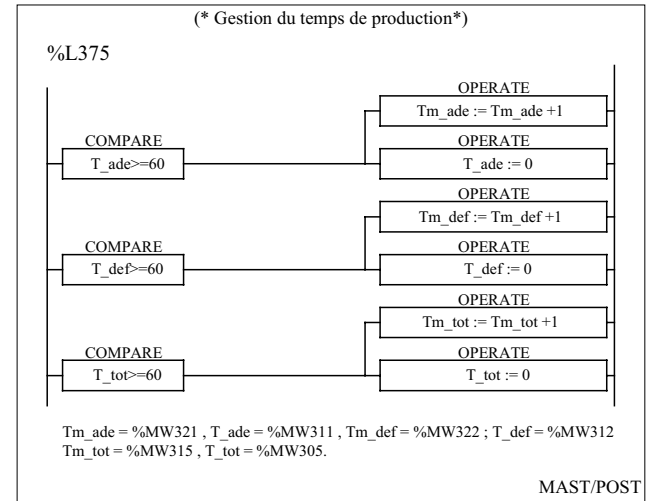 (* Gestion du temps de production*)
%L375
OPERATE
Tm_ade := Tm_ade +1
COMPARE
OPERATE
T_ade>=60
T_ade := 0
OPERATE
Tm_def := Tm_def +1
COMPARE
OPERATE
T_def>=60
T_def := 0
OPERATE
Tm_tot := Tm_tot +1
COMPARE
OPERATE
T_tot>=60
T_tot := 0
Tm_ade = %MW321 , T_ade = %MW311 , Tm_def = %MW322 ; T_def = %MW312
Tm_tot = %MW315 , T_tot = %MW305.
MAST/POST